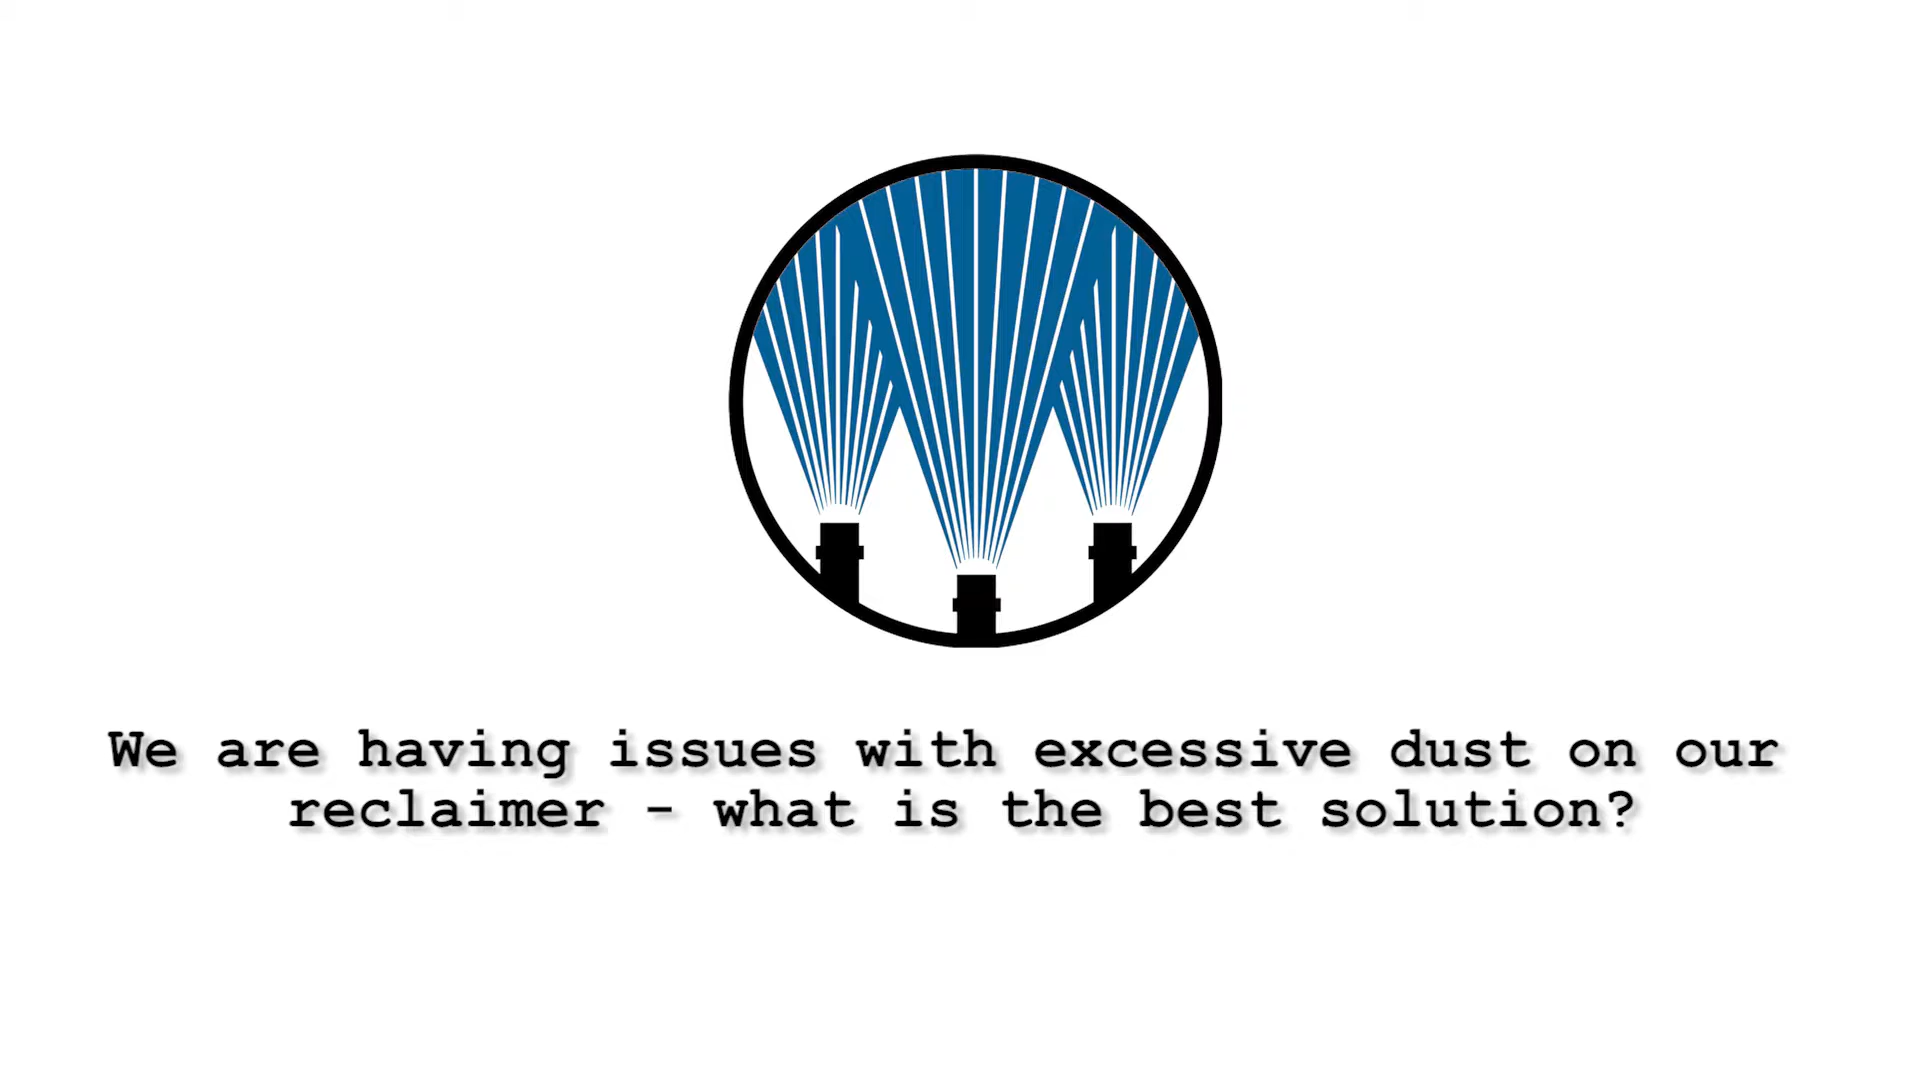 We are having issues with excessive dust on our
reclaimer - what is the best solution?